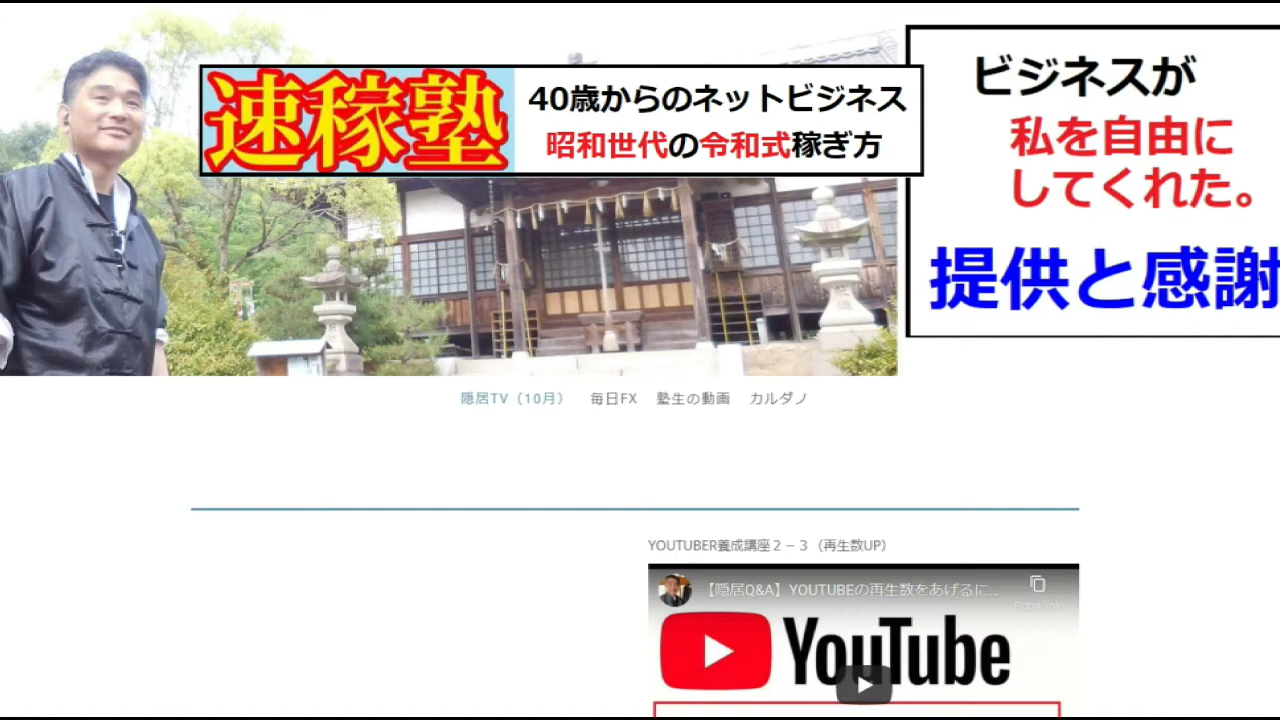 速稼塾
40歳からのネットビジネス
昭和世代の令和式稼ぎ方
ビジネスが
私を自由に
してくれた。
提供と感謝
隠居TV（10月）　毎日FX　塾生の動画　カルダノ
YOUTUBER養成講座２－３（再生数UP）
【隠居Q&A】YOUTUBEの再生数をあげるに…
Copy link
YouTube